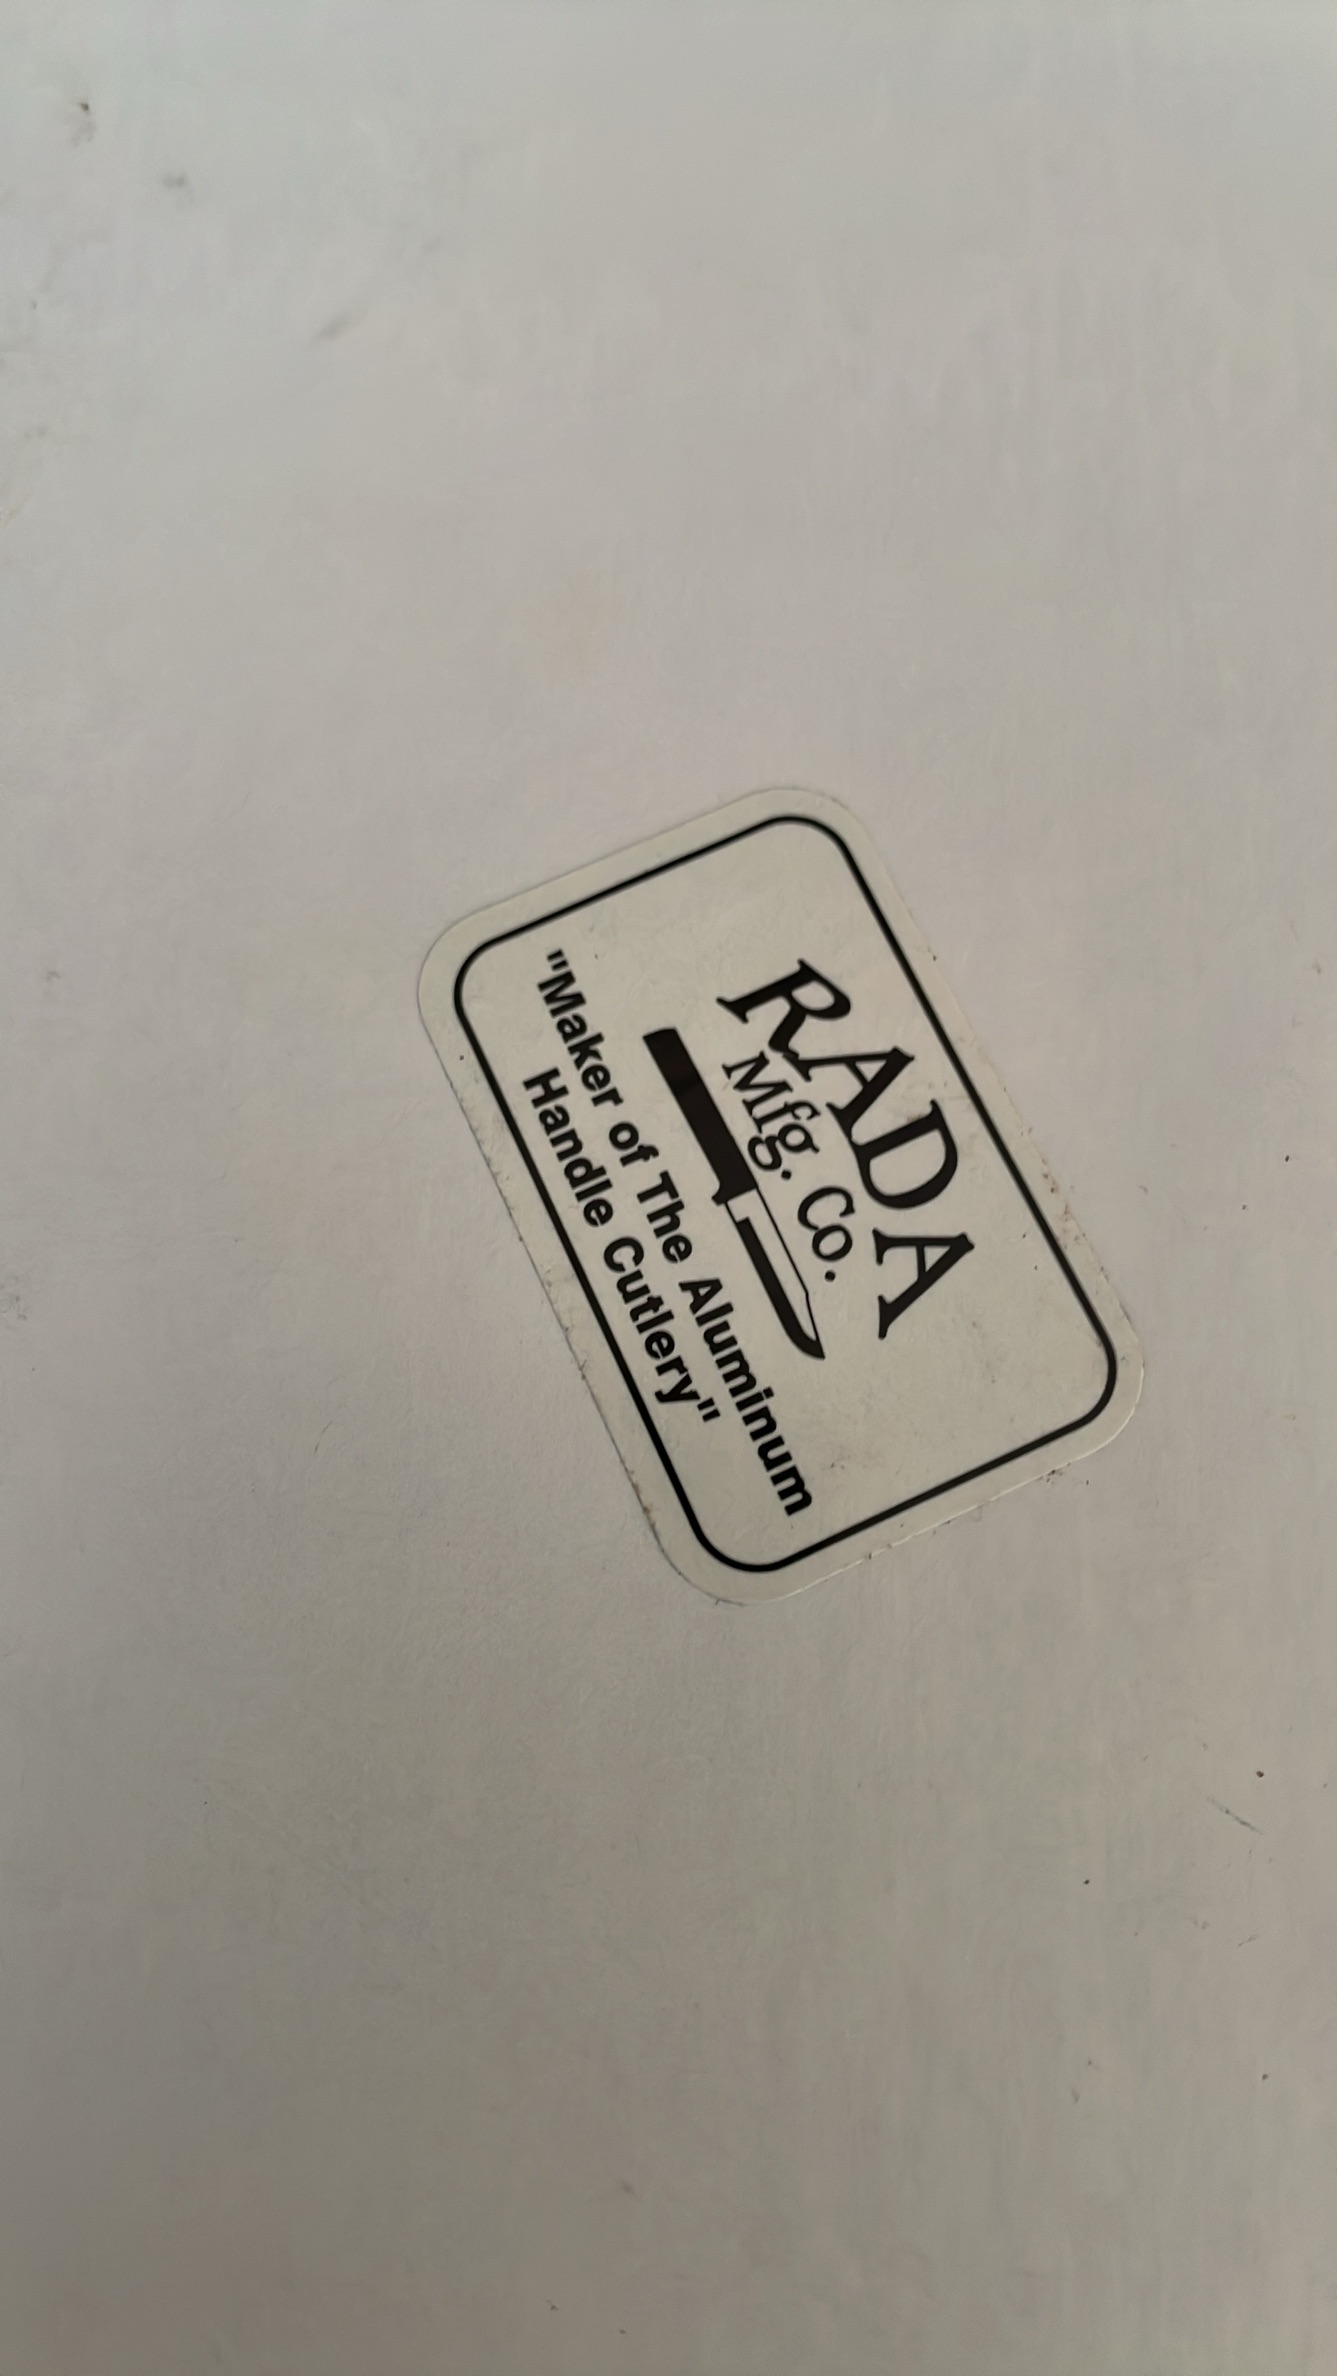 RADA
Mfg. Co.
"Maker of The Aluminum
Handle Cutlery"